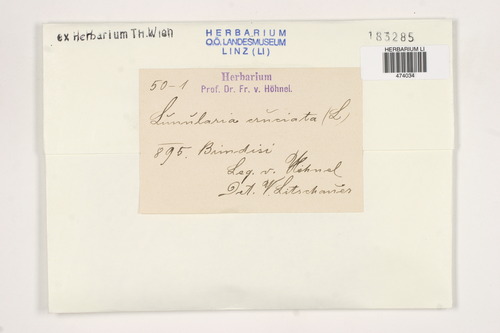 ex Herbarium Th. Wien
HERBARIUM
O.Ö. LANDESMUSEUM
LINZ (LI)
183285
HERBARIUM LI
474034
Herbarium
Prof. Dr. Fr. v. Höhnel.
50-1
Lunularia cruciata (L)
895. Brindisi
Leg. v. Höhnel
Det. V Litschauer